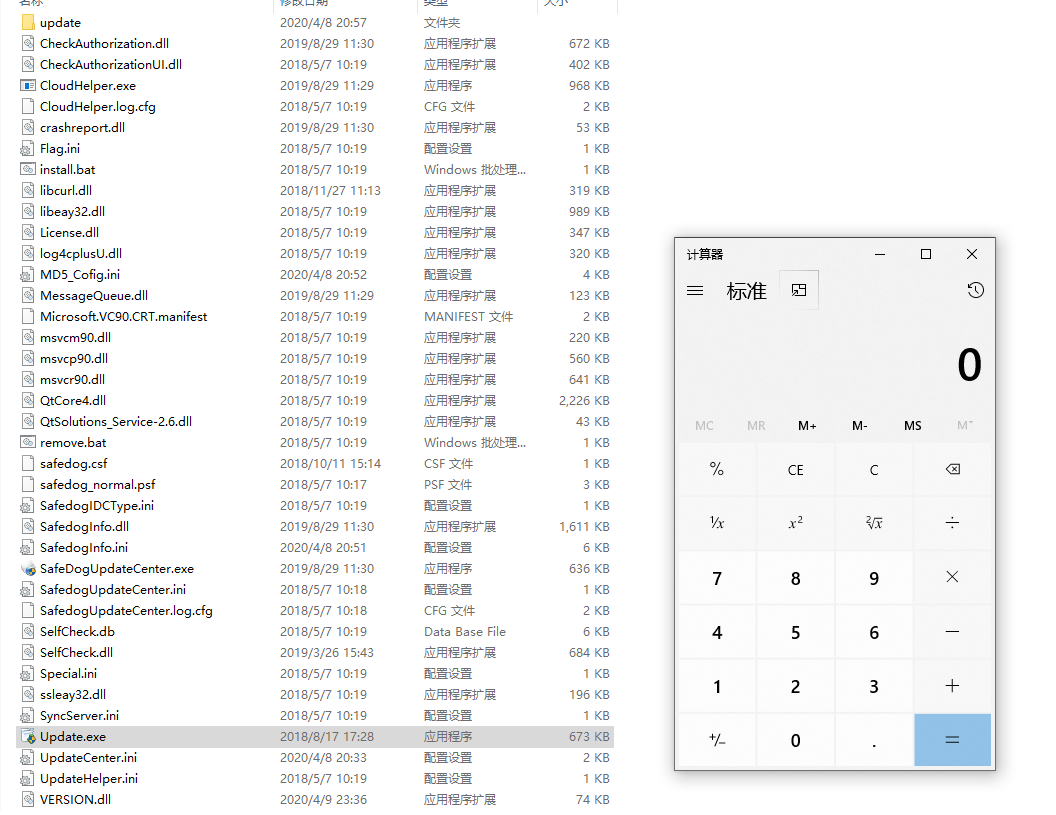 名称 修改日期 类型 大小
update 2020/4/8 20:57 文件夹
CheckAuthorization.dll 2019/8/29 11:30 应用程序扩展 672 KB
CheckAuthorizationUI.dll 2018/5/7 10:19 应用程序扩展 402 KB
CloudHelper.exe 2019/8/29 11:29 应用程序 968 KB
CloudHelper.log.cfg 2018/5/7 10:19 CFG 文件 2 KB
crashreport.dll 2019/8/29 11:30 应用程序扩展 53 KB
Flag.ini 2018/5/7 10:19 配置设置 1 KB
install.bat 2018/5/7 10:19 Windows 批处理... 1 KB
libcurl.dll 2018/11/27 11:13 应用程序扩展 319 KB
libeay32.dll 2018/5/7 10:19 应用程序扩展 989 KB
License.dll 2018/5/7 10:19 应用程序扩展 347 KB
log4cplusU.dll 2018/5/7 10:19 应用程序扩展 320 KB
MD5_Cofig.ini 2020/4/8 20:52 配置设置 4 KB
MessageQueue.dll 2019/8/29 11:29 应用程序扩展 123 KB
Microsoft.VC90.CRT.manifest 2018/5/7 10:19 MANIFEST 文件 2 KB
msvcm90.dll 2018/5/7 10:19 应用程序扩展 220 KB
msvcp90.dll 2018/5/7 10:19 应用程序扩展 560 KB
msvcr90.dll 2018/5/7 10:19 应用程序扩展 641 KB
QtCore4.dll 2018/5/7 10:19 应用程序扩展 2,226 KB
QtSolutions_Service-2.6.dll 2018/5/7 10:19 应用程序扩展 43 KB
remove.bat 2018/5/7 10:19 Windows 批处理... 1 KB
safedog.csf 2018/10/11 15:14 CSF 文件 1 KB
safedog_normal.psf 2018/5/7 10:17 PSF 文件 3 KB
SafedogIDCType.ini 2018/5/7 10:19 配置设置 1 KB
SafedogInfo.dll 2019/8/29 11:30 应用程序扩展 1,611 KB
SafedogInfo.ini 2020/4/8 20:51 配置设置 6 KB
SafeDogUpdateCenter.exe 2019/8/29 11:30 应用程序 636 KB
SafedogUpdateCenter.ini 2018/5/7 10:18 配置设置 1 KB
SafedogUpdateCenter.log.cfg 2018/5/7 10:18 CFG 文件 2 KB
SelfCheck.db 2018/5/7 10:19 Data Base File 6 KB
SelfCheck.dll 2019/3/26 15:43 应用程序扩展 684 KB
Special.ini 2018/5/7 10:19 配置设置 1 KB
ssleay32.dll 2018/5/7 10:19 应用程序扩展 196 KB
SyncServer.ini 2018/5/7 10:19 配置设置 1 KB
Update.exe 2018/8/17 17:28 应用程序 673 KB
UpdateCenter.ini 2020/4/8 20:33 配置设置 2 KB
UpdateHelper.ini 2018/5/7 10:19 配置设置 1 KB
VERSION.dll 2020/4/9 23:36 应用程序扩展 74 KB
计算器
标准
0
MC MR M+ M- MS M˅
% CE C
⅟x x² ²√x ÷
7 8 9 ×
4 5 6 −
1 2 3 +
+/− 0 . =